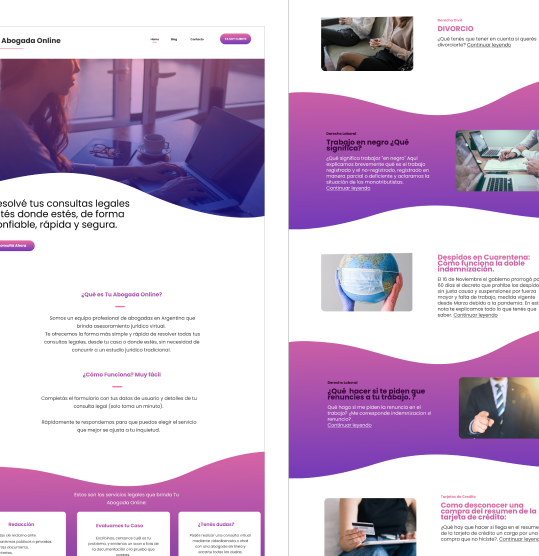 Abogada Online
Home
Blog
Contacto
esolvé tus consultas legales
tés donde estés, de forma
onfiable, rápida y segura.
onsultá Ahora
¿Qué es Tu Abogada Online?
Somos un equipo profesional de abogadas en Argentina que
brinda asesoramiento jurídico virtual.
Te ofrecemos la forma más simple y rápida de resolver todas tus
consultas legales, desde tu casa o donde estés, sin necesidad de
concurrir a un estudio jurídico tradicional.
¿Cómo Funciona? Muy fácil
Completás el formulario con tus datos de usuario y detalles de tu
consulta legal (solo toma un minuto).
Rápidamente te respondemos para que puedas elegir el servicio
que mejor se ajusta a tu inquietud.
Estos son los servicios legales que brinda Tu
Abogada Online:
Redacción
Evaluamos tu Caso
¿Tenés dudas?
Derecho Civil
DIVORCIO
¿Qué tenés que tener en cuenta si querés
divorciarte? Continuar leyendo
Derecho Laboral
Trabajo en negro ¿Qué
significa?
¿Qué significa trabajar "en negro" Aquí
explicamos brevemente qué es el trabajo
registrado y el no-registrado, registrado en
manera parcial o deficiente y aclaramos la
situación de los monotributistas.
Continuar leyendo
Despidos en Cuarentena:
Cómo funciona la doble
indemnización.
El 16 de Noviembre el gobierno prorrogó po
60 días el decreto que prohíbe los despido
sin justa causa y suspensiones por fuerza
mayor y falta de trabajo, medida vigente
desde Marzo debido a la pandemia. En est
nota te explicamos todo lo que tenés que
saber. Continuar leyendo
Derecho Laboral
¿Qué hacer si te piden que
renuncies a tu trabajo. ?
Qué hago si me piden la renuncia en el
trabajo? ¿Me corresponde indemnizacion si
renuncio?
Continuar leyendo
Tarjetas de Crédito
Como desconocer una
compra del resumen de la
tarjeta de crédito:
¿Qué hay que hacer si llega en el resume
de la tarjeta de crédito un cargo por una
compra que no hiciste? Continuar leyend